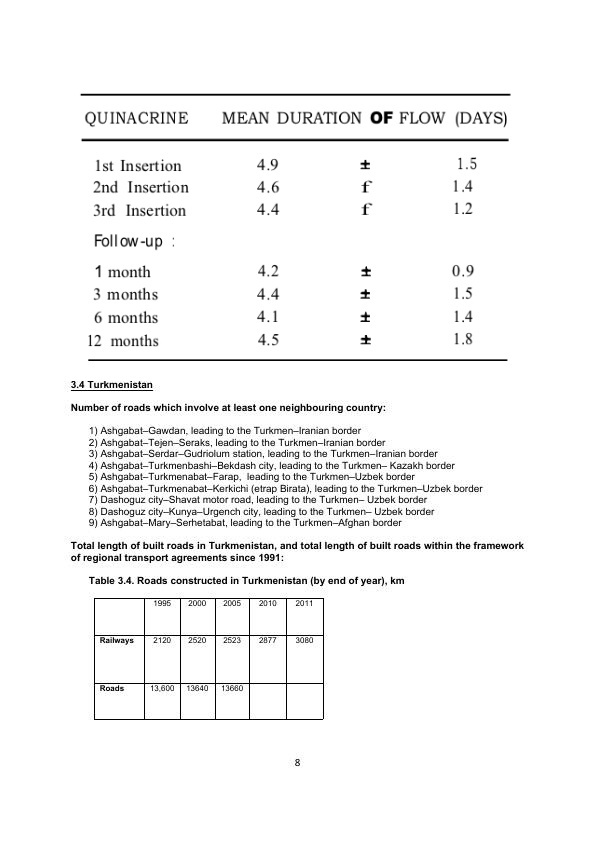 QUINACRINE MEAN DURATION OF FLOW (DAYS)
1st Insertion 4.9 ± 1.5
2nd Insertion 4.6 f 1.4
3rd Insertion 4.4 f 1.2
Follow-up :
1 month 4.2 ± 0.9
3 months 4.4 ± 1.5
6 months 4.1 ± 1.4
12 months 4.5 ± 1.8
3.4 Turkmenistan
Number of roads which involve at least one neighbouring country:
1) Ashgabat–Gawdan, leading to the Turkmen–Iranian border
2) Ashgabat–Tejen–Seraks, leading to the Turkmen–Iranian border
3) Ashgabat–Serdar–Gudriolum station, leading to the Turkmen–Iranian border
4) Ashgabat–Turkmenbashi–Bekdash city, leading to the Turkmen– Kazakh border
5) Ashgabat–Turkmenabat–Farap, leading to the Turkmen–Uzbek border
6) Ashgabat–Turkmenabat–Kerkichi (etrap Birata), leading to the Turkmen–Uzbek border
7) Dashoguz city–Shavat motor road, leading to the Turkmen– Uzbek border
8) Dashoguz city–Kunya–Urgench city, leading to the Turkmen– Uzbek border
9) Ashgabat–Mary–Serhetabat, leading to the Turkmen–Afghan border
Total length of built roads in Turkmenistan, and total length of built roads within the framework
of regional transport agreements since 1991:
Table 3.4. Roads constructed in Turkmenistan (by end of year), km
1995 2000 2005 2010 2011
Railways 2120 2520 2523 2877 3080
Roads 13,600 13640 13660
8